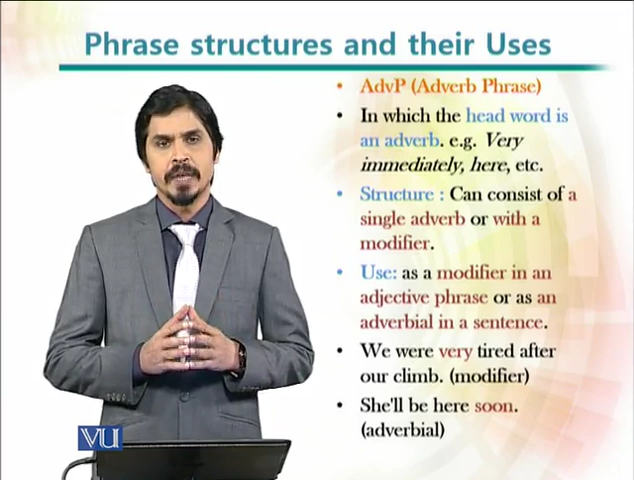 Phrase structures and their Uses
• AdvP (Adverb Phrase)
• In which the head word is
an adverb. e.g. Very
immediately, here, etc.
• Structure : Can consist of a
single adverb or with a
modifier.
• Use: as a modifier in an
adjective phrase or as an
adverbial in a sentence.
• We were very tired after
our climb. (modifier)
• She'll be here soon.
(adverbial)
VU